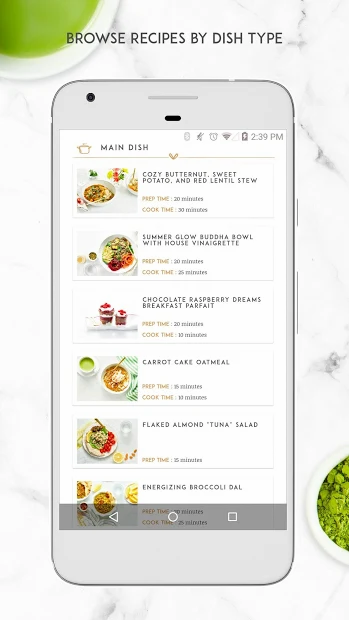 BROWSE RECIPES BY DISH TYPE
2:39 PM
MAIN DISH
COZY BUTTERNUT, SWEET
POTATO, AND RED LENTIL STEW
PREP TIME : 20 minutes
COOK TIME : 30 minutes
SUMMER GLOW BUDDHA BOWL
WITH HOUSE VINAIGRETTE
PREP TIME : 20 minutes
COOK TIME : 25 minutes
CHOCOLATE RASPBERRY DREAMS
BREAKFAST PARFAIT
PREP TIME : 20 minutes
COOK TIME : 10 minutes
CARROT CAKE OATMEAL
PREP TIME : 15 minutes
COOK TIME : 10 minutes
FLAKED ALMOND "TUNA" SALAD
PREP TIME : 15 minutes
ENERGIZING BROCCOLI DAL
PREP TIME : minutes
COOK TIME : 25 minutes